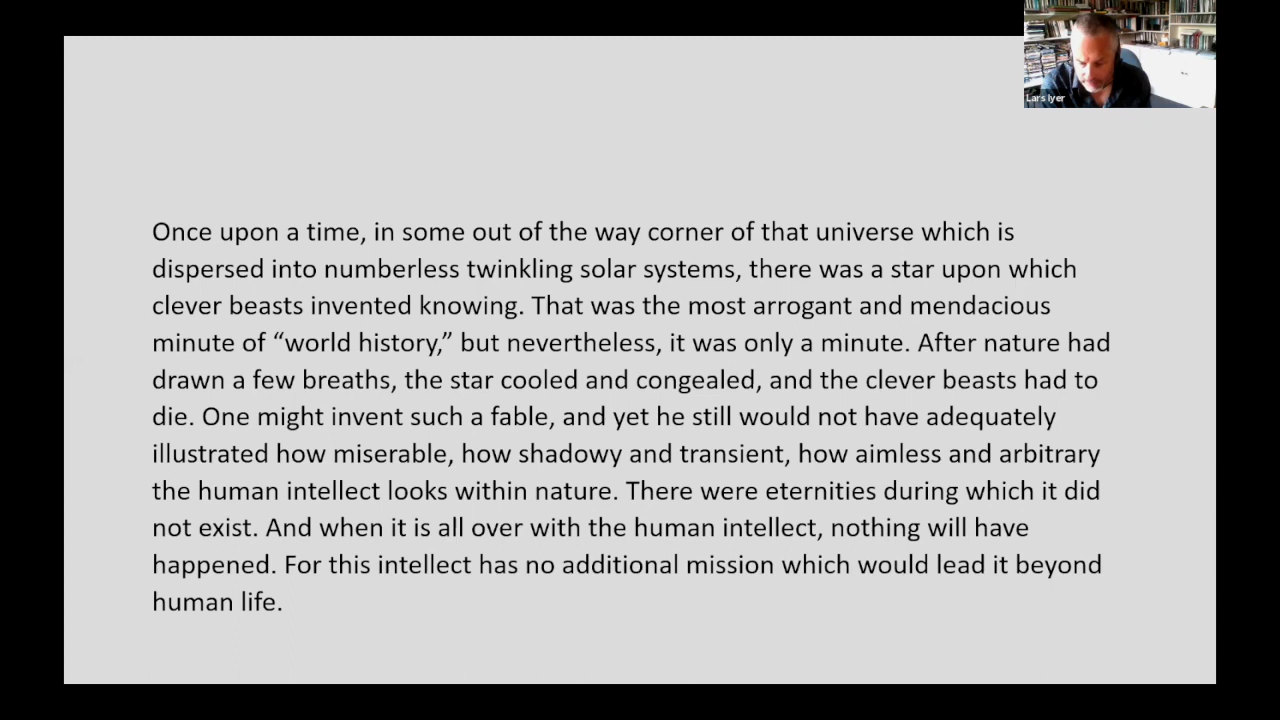 Lars Iyer
Once upon a time, in some out of the way corner of that universe which is
dispersed into numberless twinkling solar systems, there was a star upon which
clever beasts invented knowing. That was the most arrogant and mendacious
minute of “world history,” but nevertheless, it was only a minute. After nature had
drawn a few breaths, the star cooled and congealed, and the clever beasts had to
die. One might invent such a fable, and yet he still would not have adequately
illustrated how miserable, how shadowy and transient, how aimless and arbitrary
the human intellect looks within nature. There were eternities during which it did
not exist. And when it is all over with the human intellect, nothing will have
happened. For this intellect has no additional mission which would lead it beyond
human life.